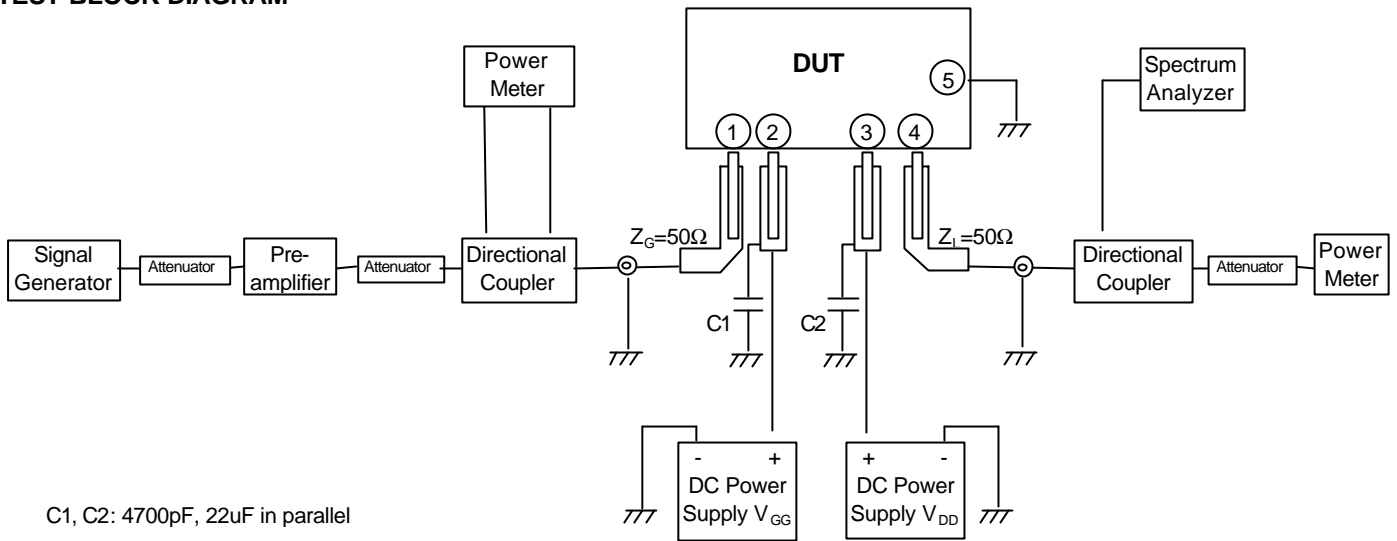 TEST BLOCK DIAGRAM
DUT
Power
Meter
5
Spectrum
Analyzer
1
2
3
4
Z_G=50Ω
Z_L=50Ω
Signal
Generator
Attenuator
Pre-
amplifier
Attenuator
Directional
Coupler
Directional
Coupler
Attenuator
Power
Meter
C1
C2
- +
DC Power
Supply V_GG
+ -
DC Power
Supply V_DD
C1, C2: 4700pF, 22uF in parallel